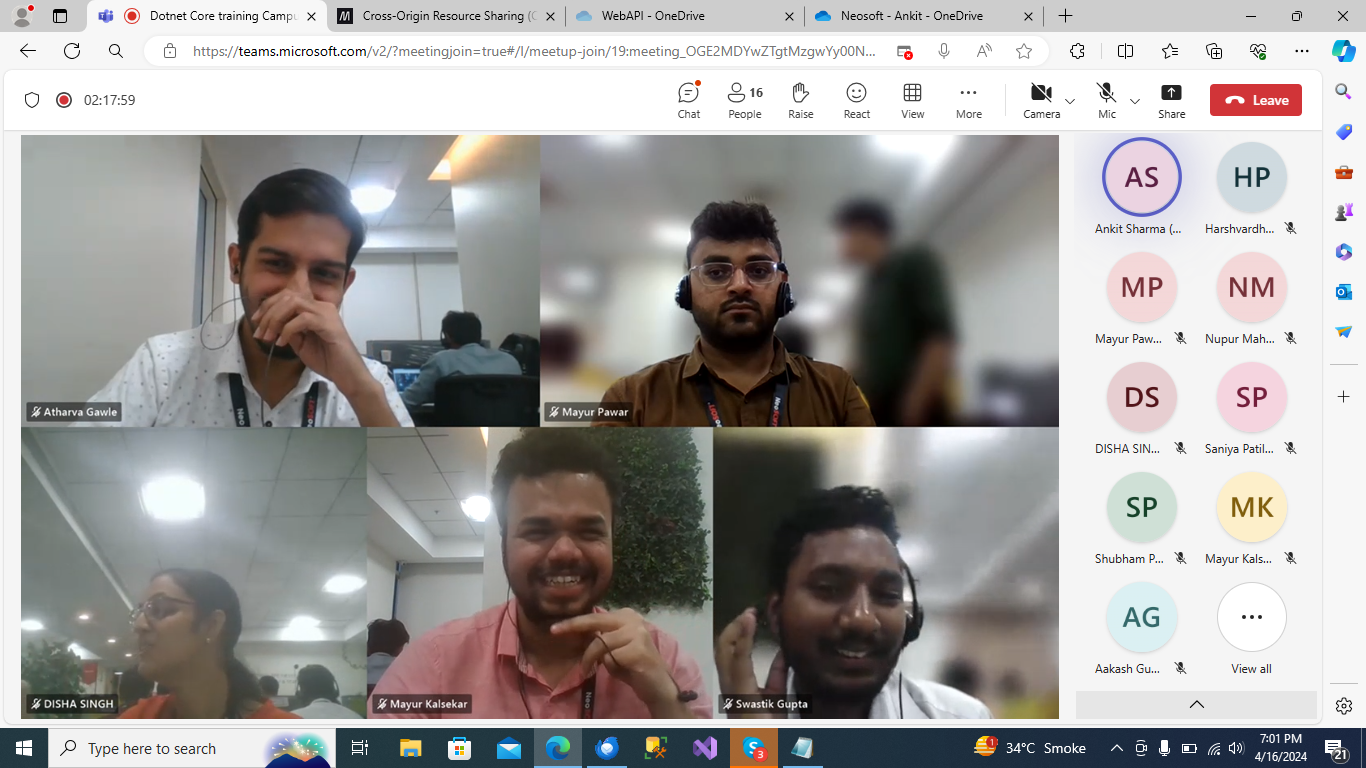 Dotnet Core training Campu
Cross-Origin Resource Sharing (C
WebAPI - OneDrive
Neosoft - Ankit - OneDrive
https://teams.microsoft.com/v2/?meetingjoin=true#/l/meetup-join/19:meeting_OGE2MDYwZTgtMzgwYy00N...
02:17:59
Chat
People
16
Raise
React
View
More
Camera
Mic
Share
Leave
Atharva Gawle
Mayur Pawar
DISHA SINGH
Mayur Kalsekar
Swastik Gupta
AS
HP
Ankit Sharma (...
Harshvardh...
MP
NM
Mayur Paw...
Nupur Mah...
DS
SP
DISHA SIN...
Saniya Patil...
SP
MK
Shubham P...
Mayur Kals...
AG
Aakash Gu...
View all
Type here to search
3
1
34°C Smoke
7:01 PM
4/16/2024
21